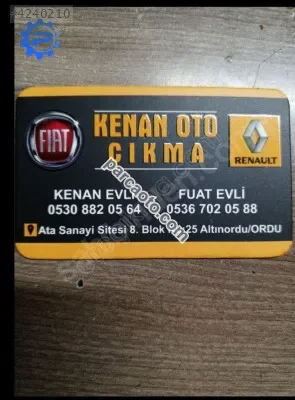 4240210
FIAT
KENAN OTO
ÇIKMA
RENAULT
KENAN EVLİ
0530 882 05 64
FUAT EVLİ
0536 702 05 88
Ata Sanayi Sitesi 8. Blok No:25 Altınordu/ORDU
parcaoto.com